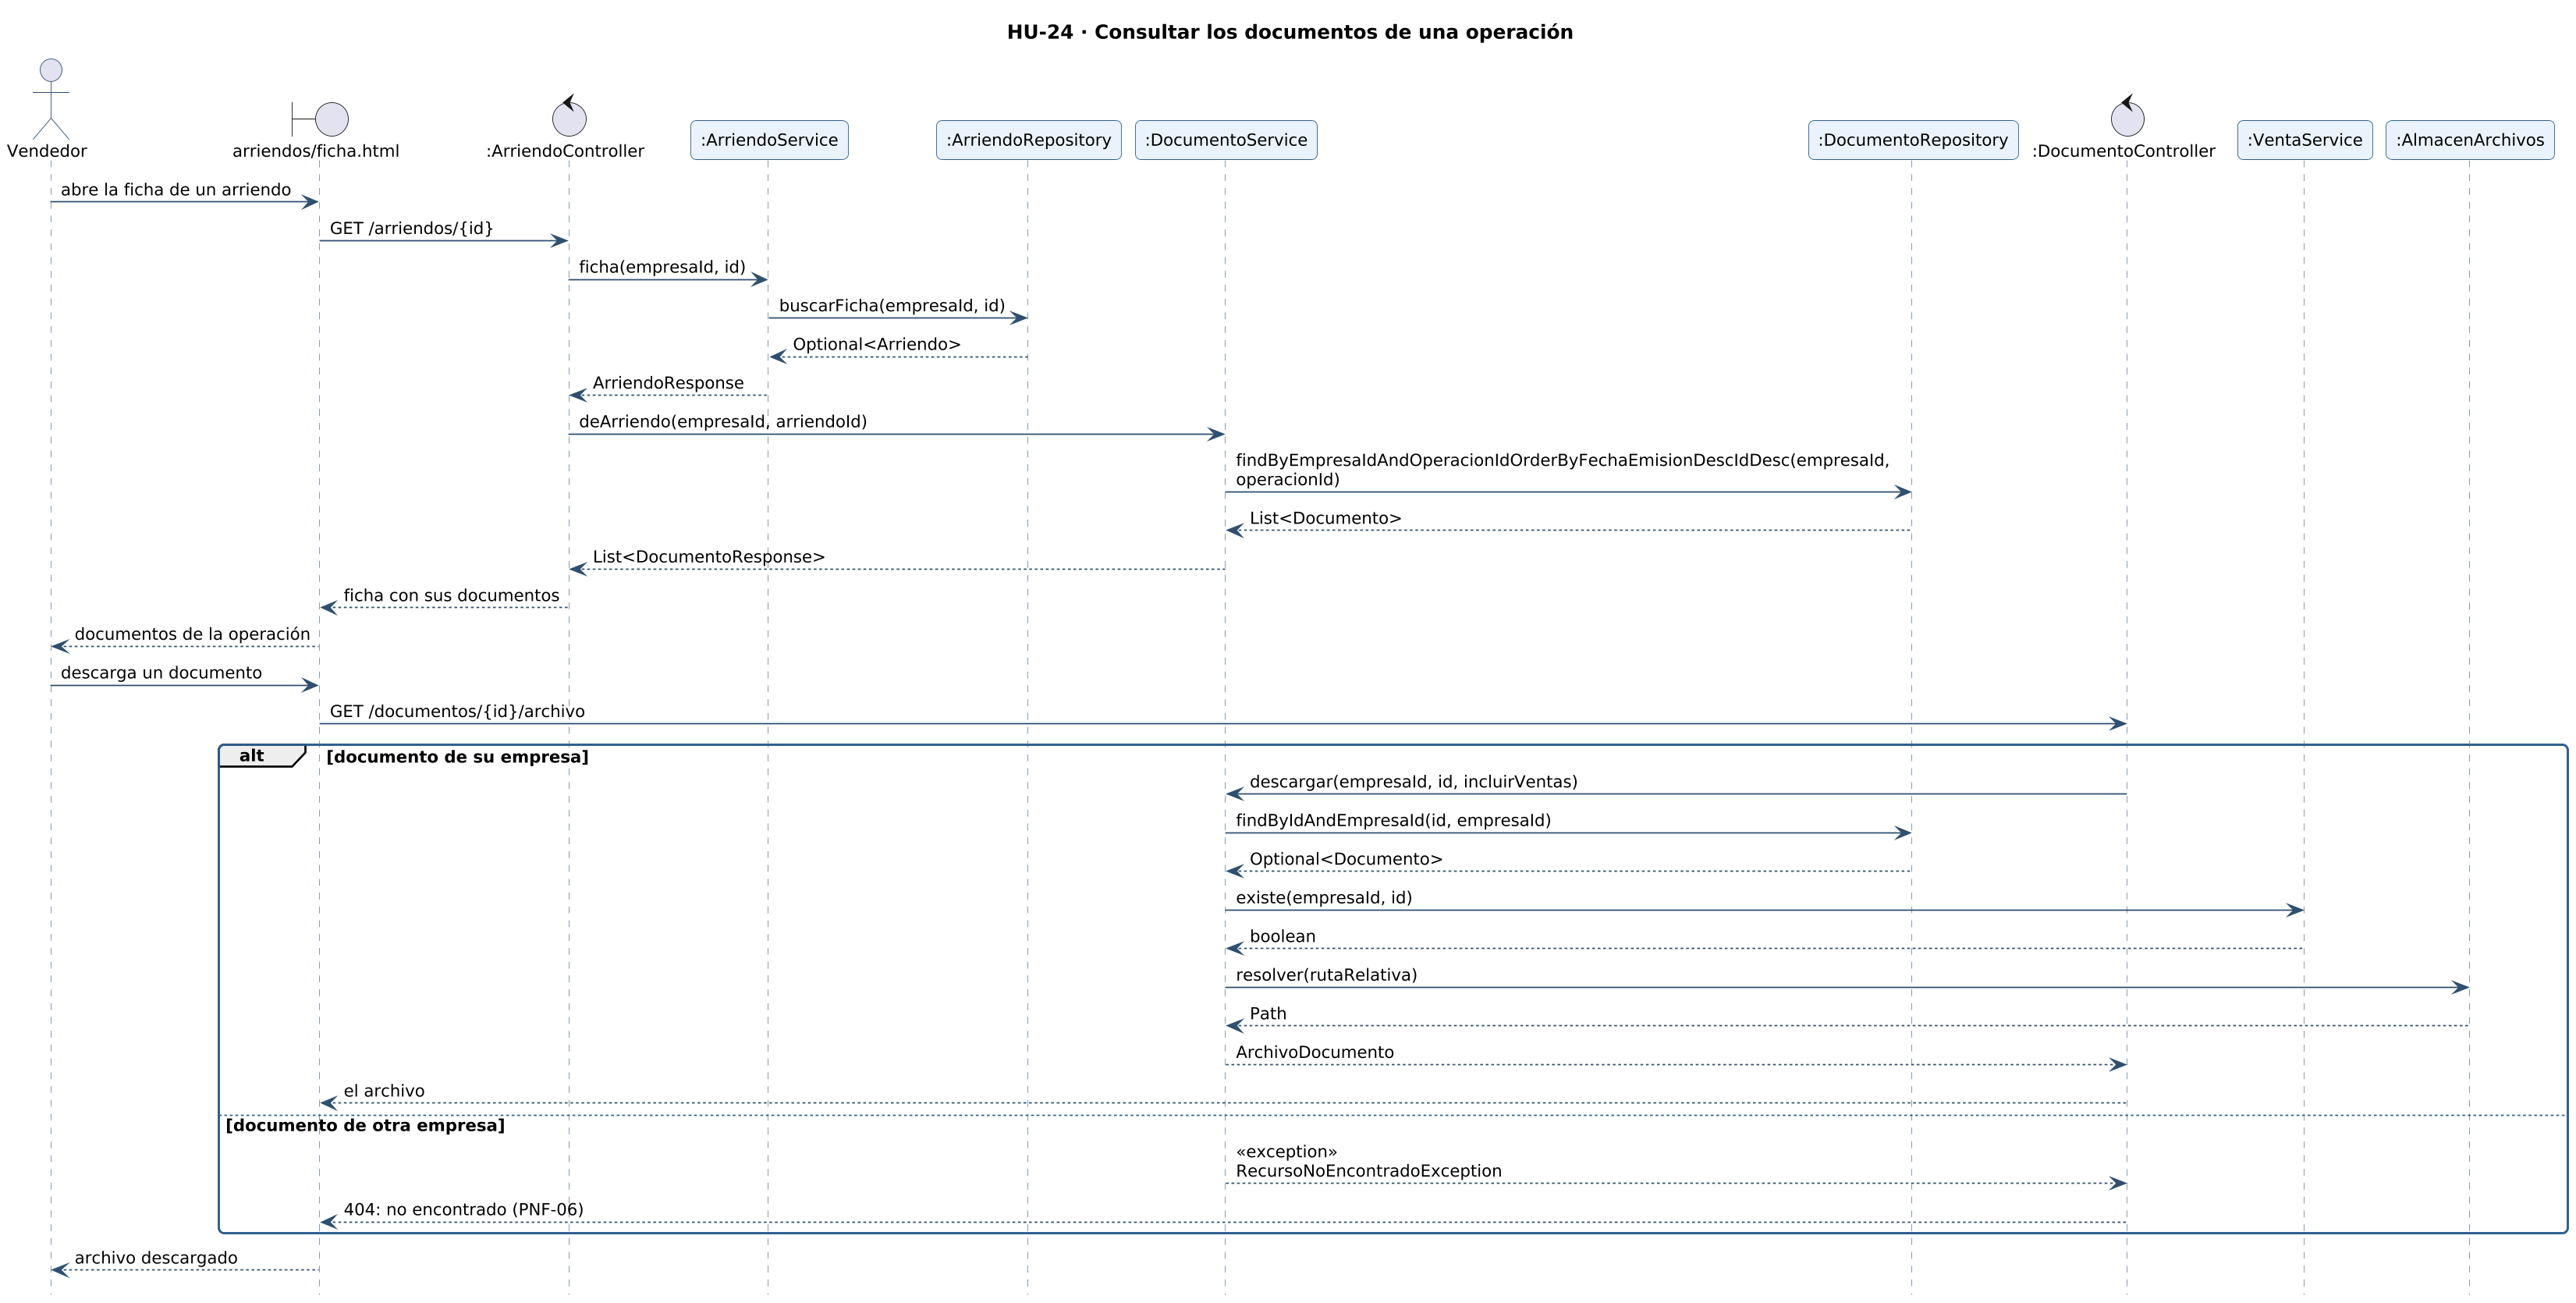 HU-24 · Consultar los documentos de una operación
Vendedor
arriendos/ficha.html
:ArriendoController
:ArriendoService
:ArriendoRepository
:DocumentoService
:DocumentoRepository
:DocumentoController
:VentaService
:AlmacenArchivos
abre la ficha de un arriendo
GET /arriendos/{id}
ficha(empresaId, id)
buscarFicha(empresaId, id)
Optional<Arriendo>
ArriendoResponse
deArriendo(empresaId, arriendoId)
findByEmpresaIdAndOperacionIdOrderByFechaEmisionDescIdDesc(empresaId,
operacionId)
List<Documento>
List<DocumentoResponse>
ficha con sus documentos
documentos de la operación
descarga un documento
GET /documentos/{id}/archivo
alt
[documento de su empresa]
descargar(empresaId, id, incluirVentas)
findByIdAndEmpresaId(id, empresaId)
Optional<Documento>
existe(empresaId, id)
boolean
resolver(rutaRelativa)
Path
ArchivoDocumento
el archivo
[documento de otra empresa]
«exception»
RecursoNoEncontradoException
404: no encontrado (PNF-06)
archivo descargado